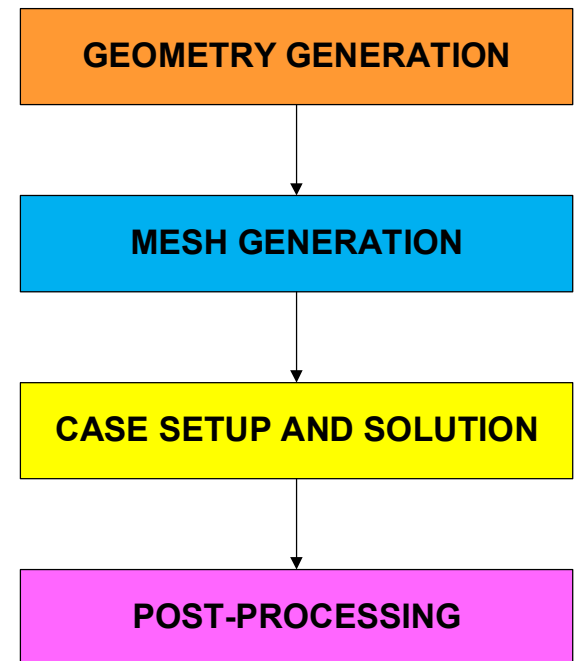 GEOMETRY GENERATION
MESH GENERATION
CASE SETUP AND SOLUTION
POST-PROCESSING